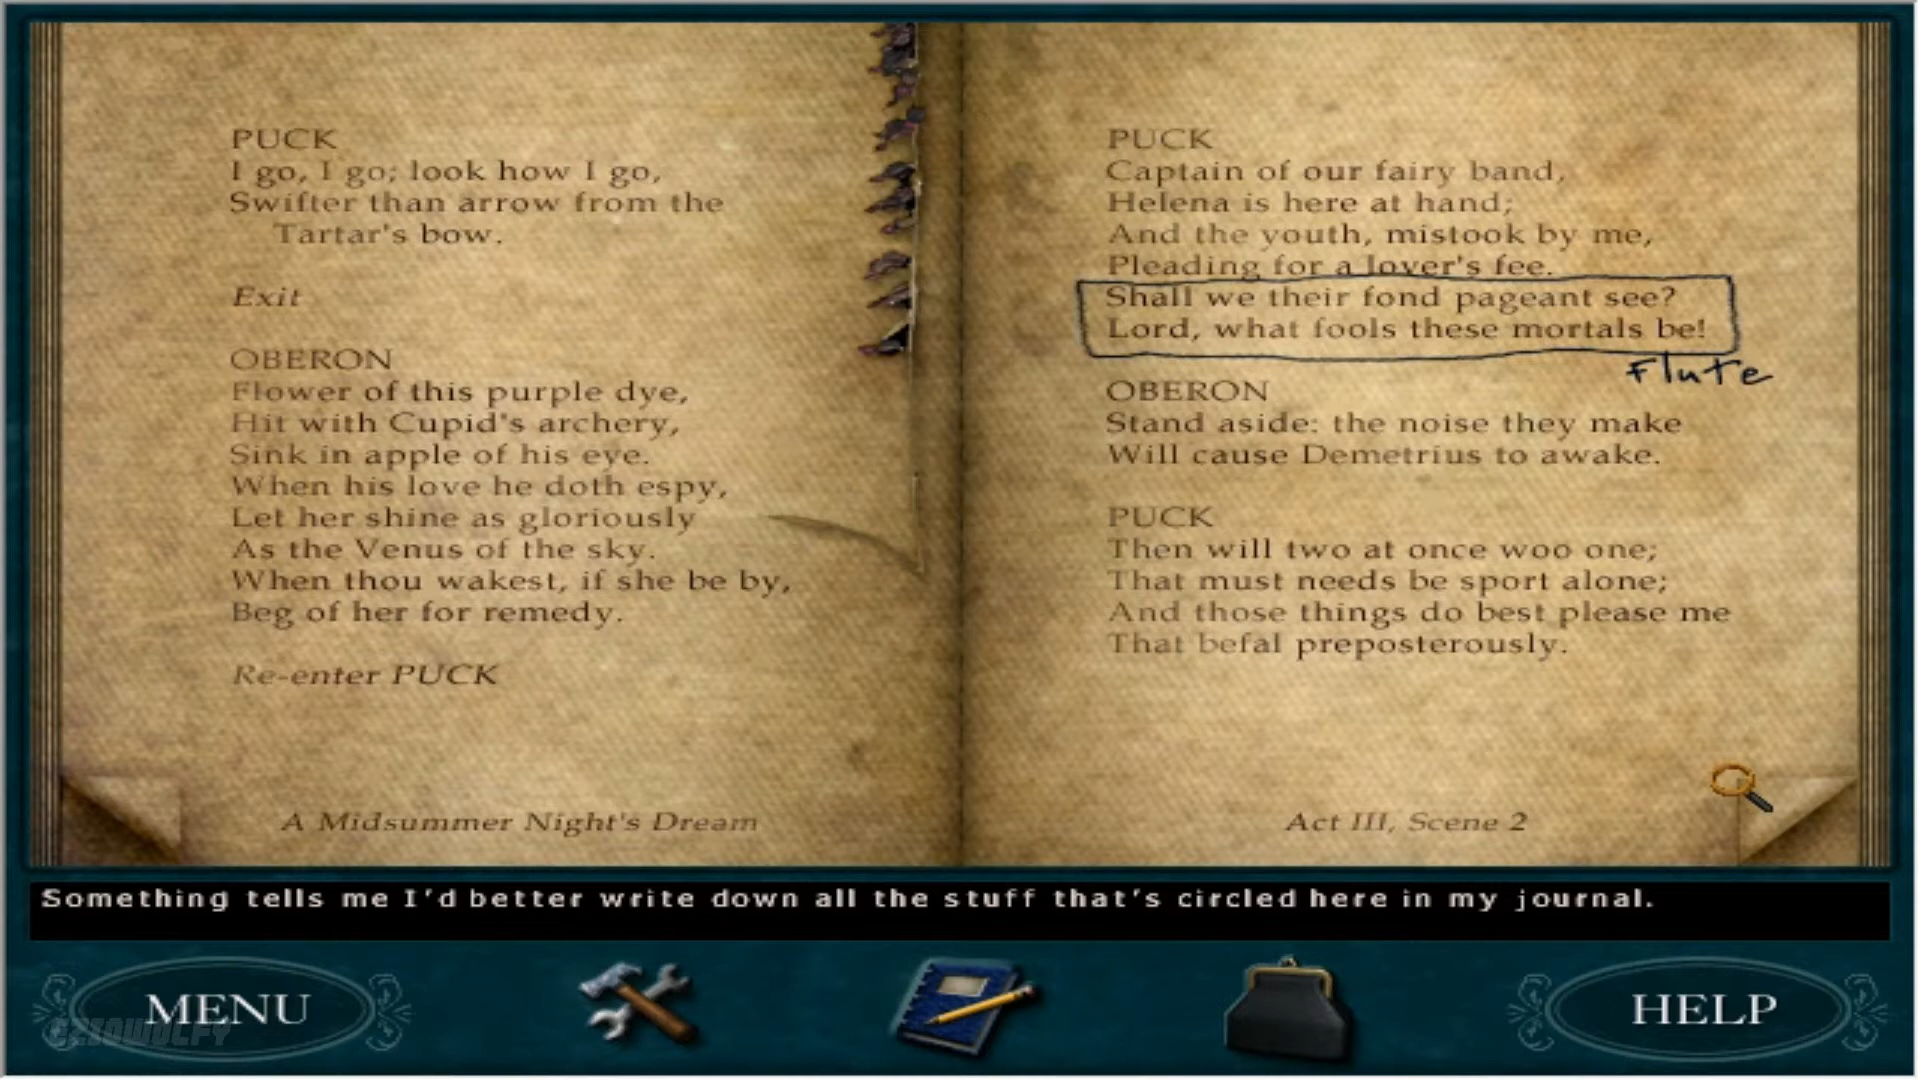 PUCK
I go, I go; look how I go,
Swifter than arrow from the
Tartar's bow.
Exit
OBERON
Flower of this purple dye,
Hit with Cupid's archery,
Sink in apple of his eye.
When his love he doth espy,
Let her shine as gloriously
As the Venus of the sky.
When thou wakest, if she be by,
Beg of her for remedy.
Re-enter PUCK
A Midsummer Night's Dream
PUCK
Captain of our fairy band,
Helena is here at hand;
And the youth, mistook by me,
Pleading for a lover's fee.
Shall we their fond pageant see?
Lord, what fools these mortals be!
Flute
OBERON
Stand aside: the noise they make
Will cause Demetrius to awake.
PUCK
Then will two at once woo one;
That must needs be sport alone;
And those things do best please me
That befal preposterously.
Act III, Scene 2
Something tells me I'd better write down all the stuff that's circled here in my journal.
MENU
HELP